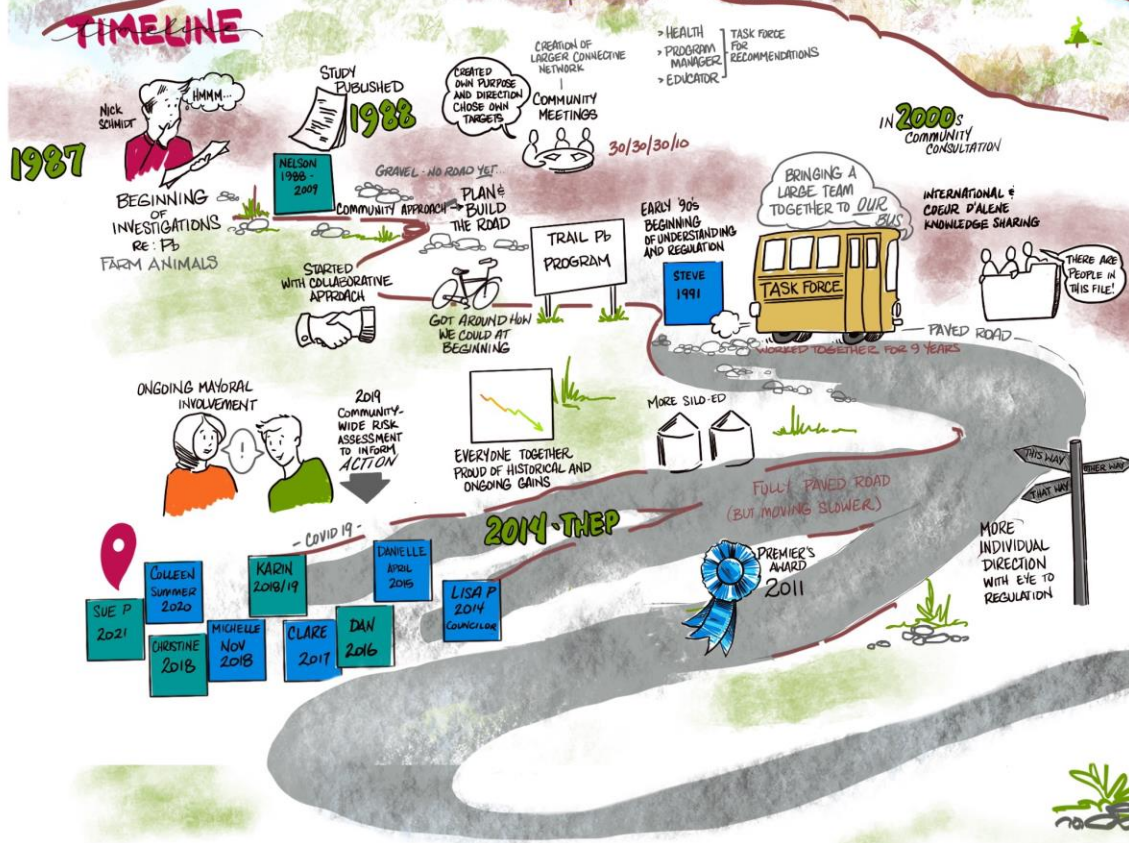 TIMELINE
timeline
1987
NICK
SCHMIDT
HMMM...
BEGINNING
OF
INVESTIGATIONS
RE: Pb
FARM ANIMALS
STUDY
PUBLISHED
1988
NELSON
1988 -
2009
GRAVEL - NO ROAD YET...
COMMUNITY APPROACH → PLAN &
BUILD
THE ROAD
CREATED
OWN PURPOSE
AND DIRECTION
CHOSE OWN
TARGETS
CREATION OF
LARGER CONNECTIVE
NETWORK
COMMUNITY
MEETINGS
30/30/30/10
> HEALTH
> PROGRAM
MANAGER
> EDUCATOR
TASK FORCE
FOR
RECOMMENDATIONS
IN 2000s
COMMUNITY
CONSULTATION
STARTED
WITH COLLABORATIVE
APPROACH
GOT AROUND HOW
WE COULD AT
BEGINNING
TRAIL Pb
PROGRAM
EARLY '90s
BEGINNING
OF UNDERSTANDING
AND REGULATION
STEVE
1991
BRINGING A
LARGE TEAM
TOGETHER TO OUR
BUS
TASK FORCE
INTERNATIONAL &
COEUR D'ALENE
KNOWLEDGE SHARING
THERE ARE
PEOPLE IN
THIS FILE!
PAVED ROAD
WORKED TOGETHER FOR 9 YEARS
ONGOING MAYORAL
INVOLVEMENT
!
2019
COMMUNITY-
WIDE RISK
ASSESSMENT
TO INFORM
ACTION
EVERYONE TOGETHER
PROUD OF HISTORICAL AND
ONGOING GAINS
MORE SILO-ED
FULLY PAVED ROAD
(BUT MOVING SLOWER)
THIS WAY
OTHER WAY
THAT WAY
MORE
INDIVIDUAL
DIRECTION
WITH EYE TO
REGULATION
PREMIER'S
AWARD
2011
2014 - THEP
- COVID 19 -
SUE P
2021
COLLEEN
SUMMER
2020
CHRISTINE
2018
MICHELLE
NOV
2018
KARIN
2018/19
CLARE
2017
DAN
2016
DANIELLE
APRIL
2015
LISA P
2014
COUNCILOR